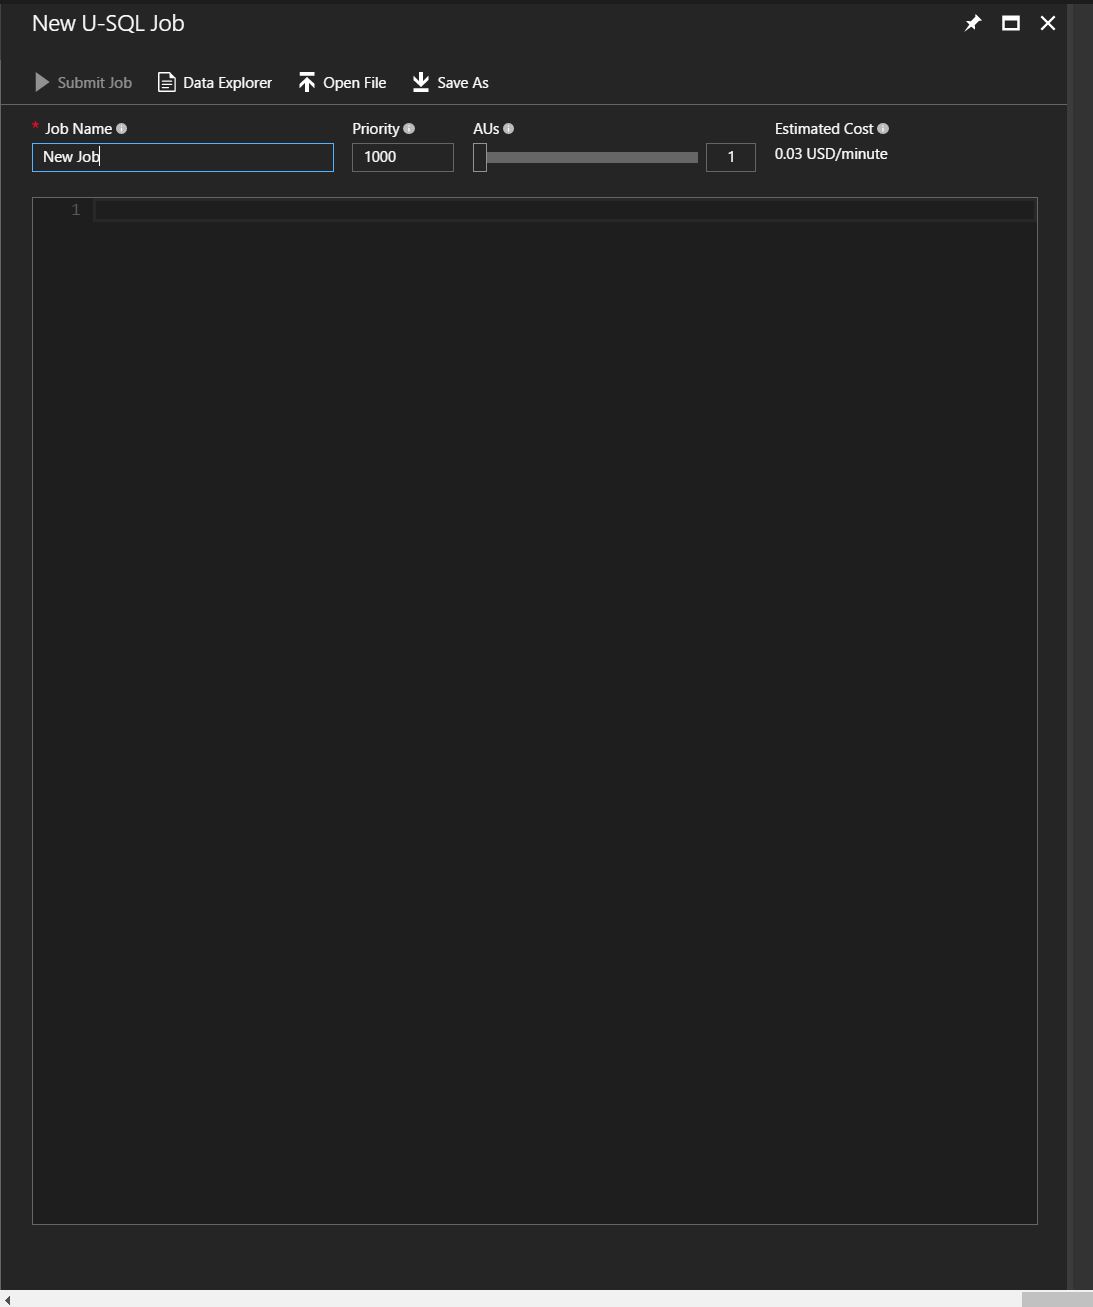 New U-SQL Job
Submit Job Data Explorer Open File Save As
* Job Name Priority AUs Estimated Cost
New Job 1000 1 0.03 USD/minute
1